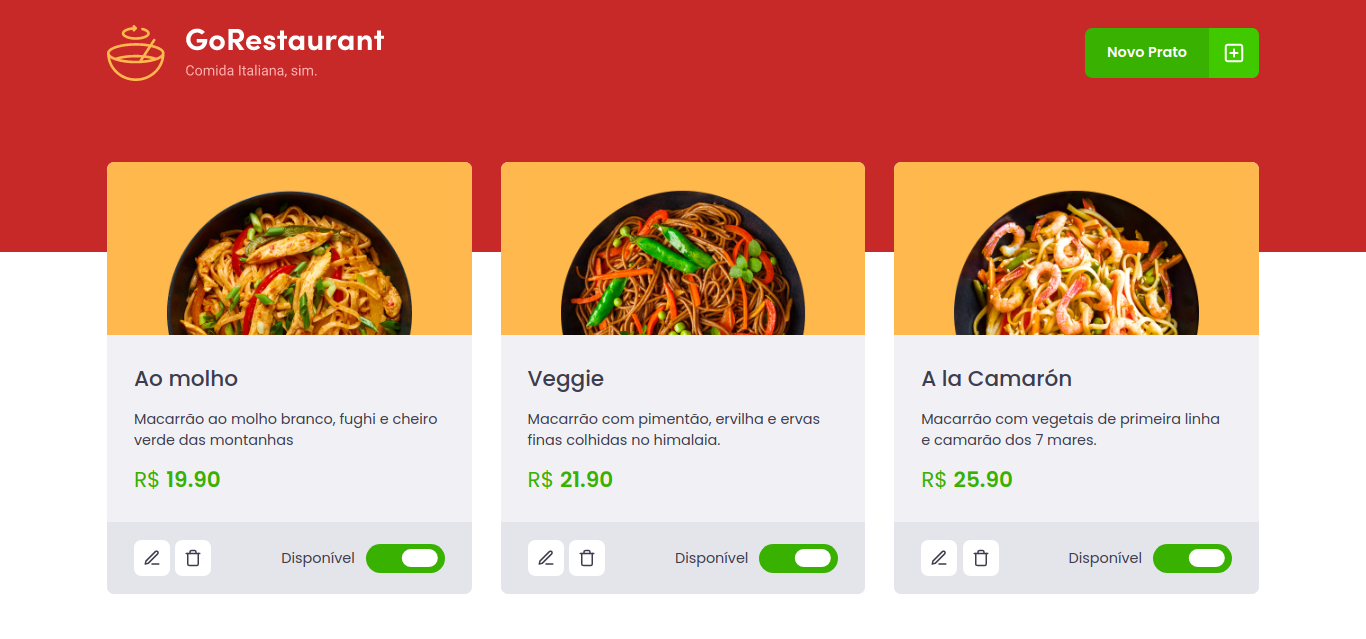 GoRestaurant
Comida Italiana, sim.
Novo Prato
Ao molho
Macarrão ao molho branco, fughi e cheiro
verde das montanhas
R$ 19.90
Disponível
Veggie
Macarrão com pimentão, ervilha e ervas
finas colhidas no himalaia.
R$ 21.90
Disponível
A la Camarón
Macarrão com vegetais de primeira linha
e camarão dos 7 mares.
R$ 25.90
Disponível